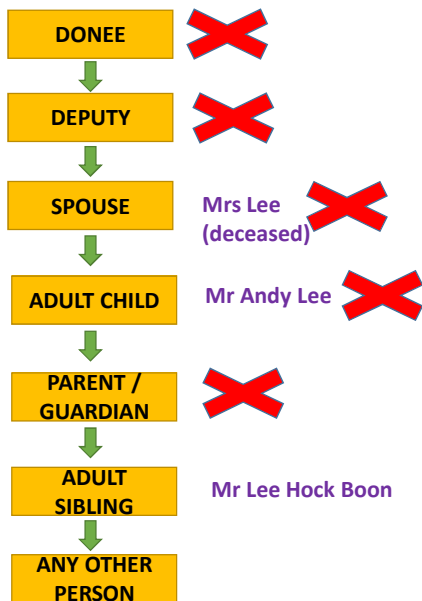 DONEE
DEPUTY
SPOUSE
Mrs Lee
(deceased)
ADULT CHILD
Mr Andy Lee
PARENT /
GUARDIAN
ADULT
SIBLING
Mr Lee Hock Boon
ANY OTHER
PERSON